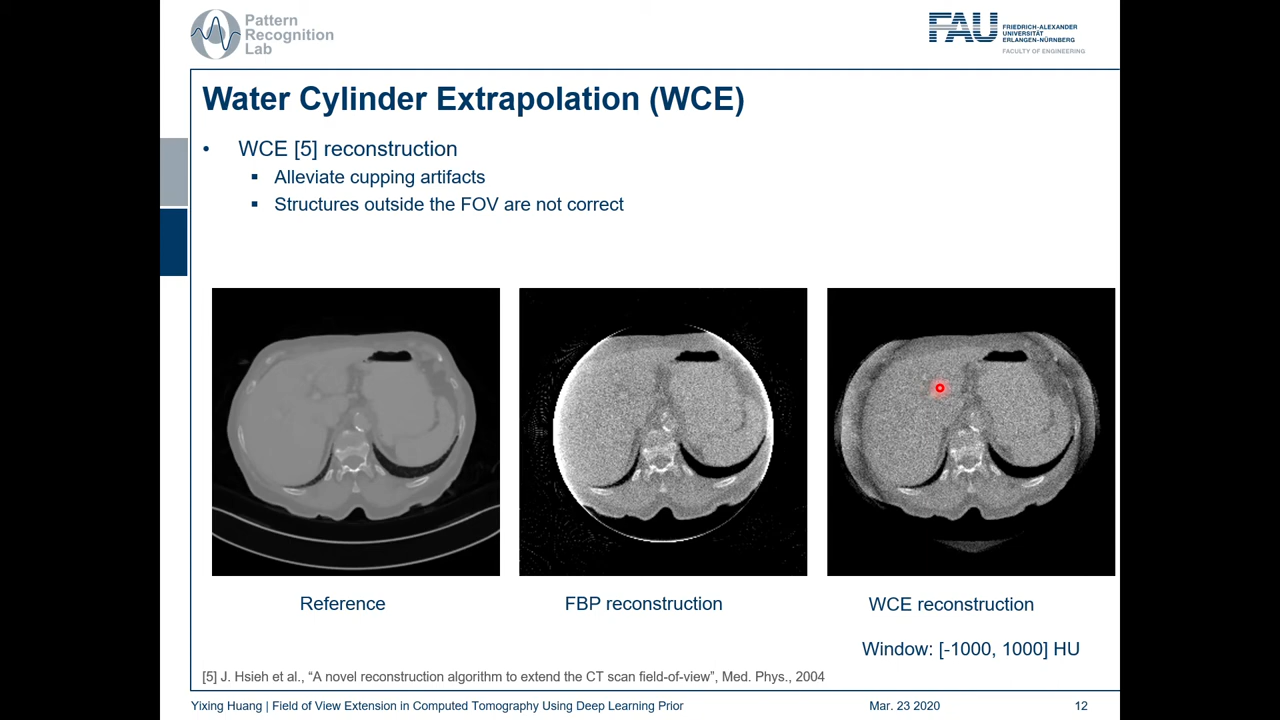 Pattern
Recognition
Lab
FAU
FRIEDRICH-ALEXANDER
UNIVERSITÄT
ERLANGEN-NÜRNBERG
FACULTY OF ENGINEERING
Water Cylinder Extrapolation (WCE)
• WCE [5] reconstruction
▪ Alleviate cupping artifacts
▪ Structures outside the FOV are not correct
Reference
FBP reconstruction
WCE reconstruction
Window: [-1000, 1000] HU
[5] J. Hsieh et al., “A novel reconstruction algorithm to extend the CT scan field-of-view”, Med. Phys., 2004
Yixing Huang | Field of View Extension in Computed Tomography Using Deep Learning Prior
Mar. 23 2020
12